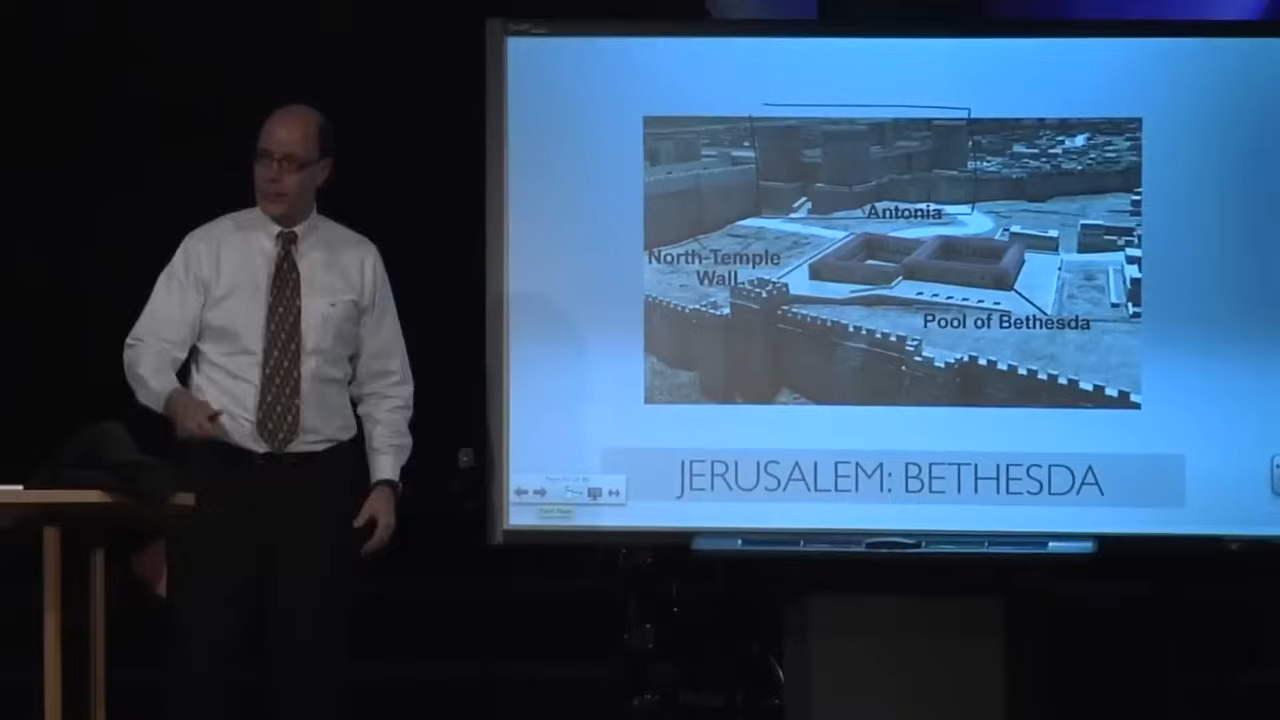 Antonia
North-Temple
Wall
Pool of Bethesda
JERUSALEM: BETHESDA